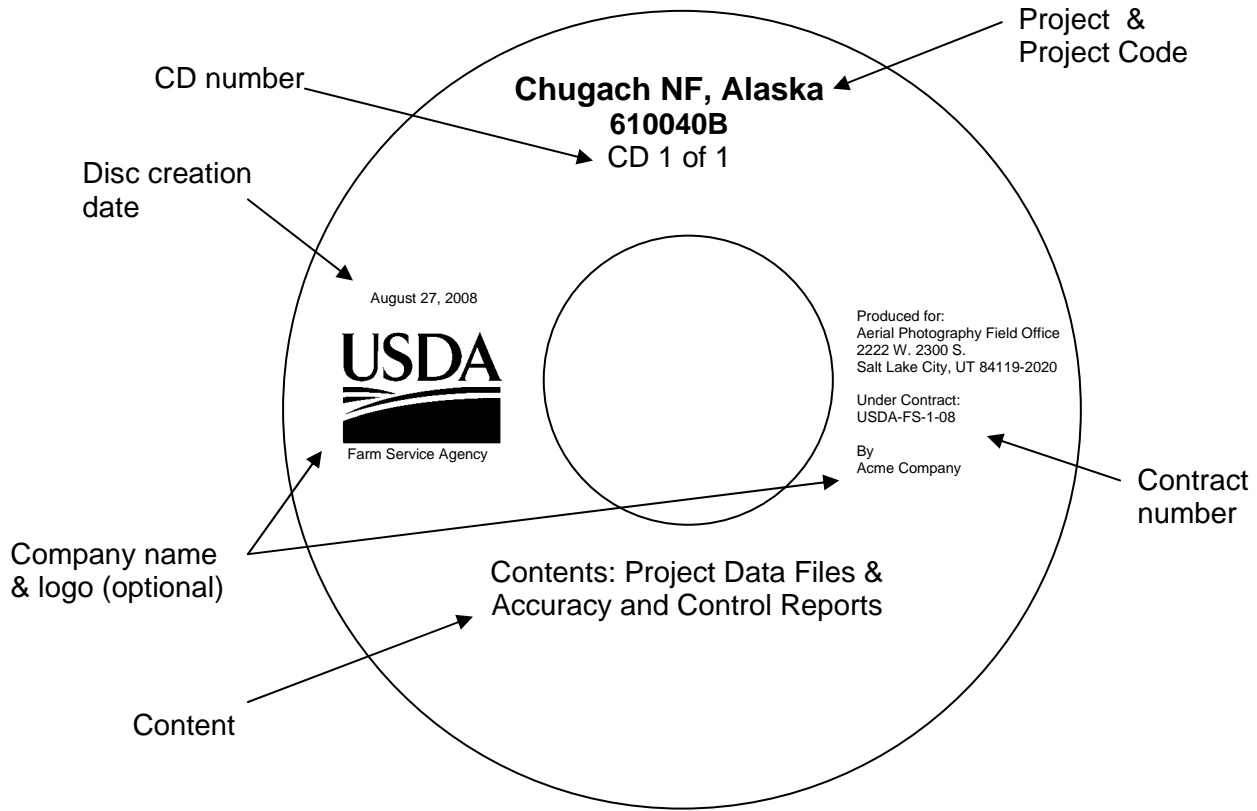 Project &
Project Code
CD number
Chugach NF, Alaska
610040B
CD 1 of 1
Disc creation
date
August 27, 2008
USDA
Farm Service Agency
Produced for:
Aerial Photography Field Office
2222 W. 2300 S.
Salt Lake City, UT 84119-2020
Under Contract:
USDA-FS-1-08
By
Acme Company
Contract
number
Company name
& logo (optional)
Contents: Project Data Files &
Accuracy and Control Reports
Content